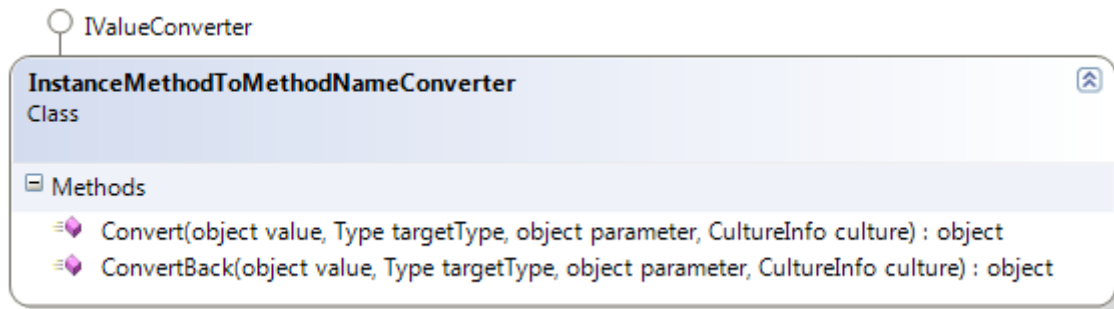 IValueConverter
InstanceMethodToMethodNameConverter
Class
Methods
Convert(object value, Type targetType, object parameter, CultureInfo culture) : object
ConvertBack(object value, Type targetType, object parameter, CultureInfo culture) : object